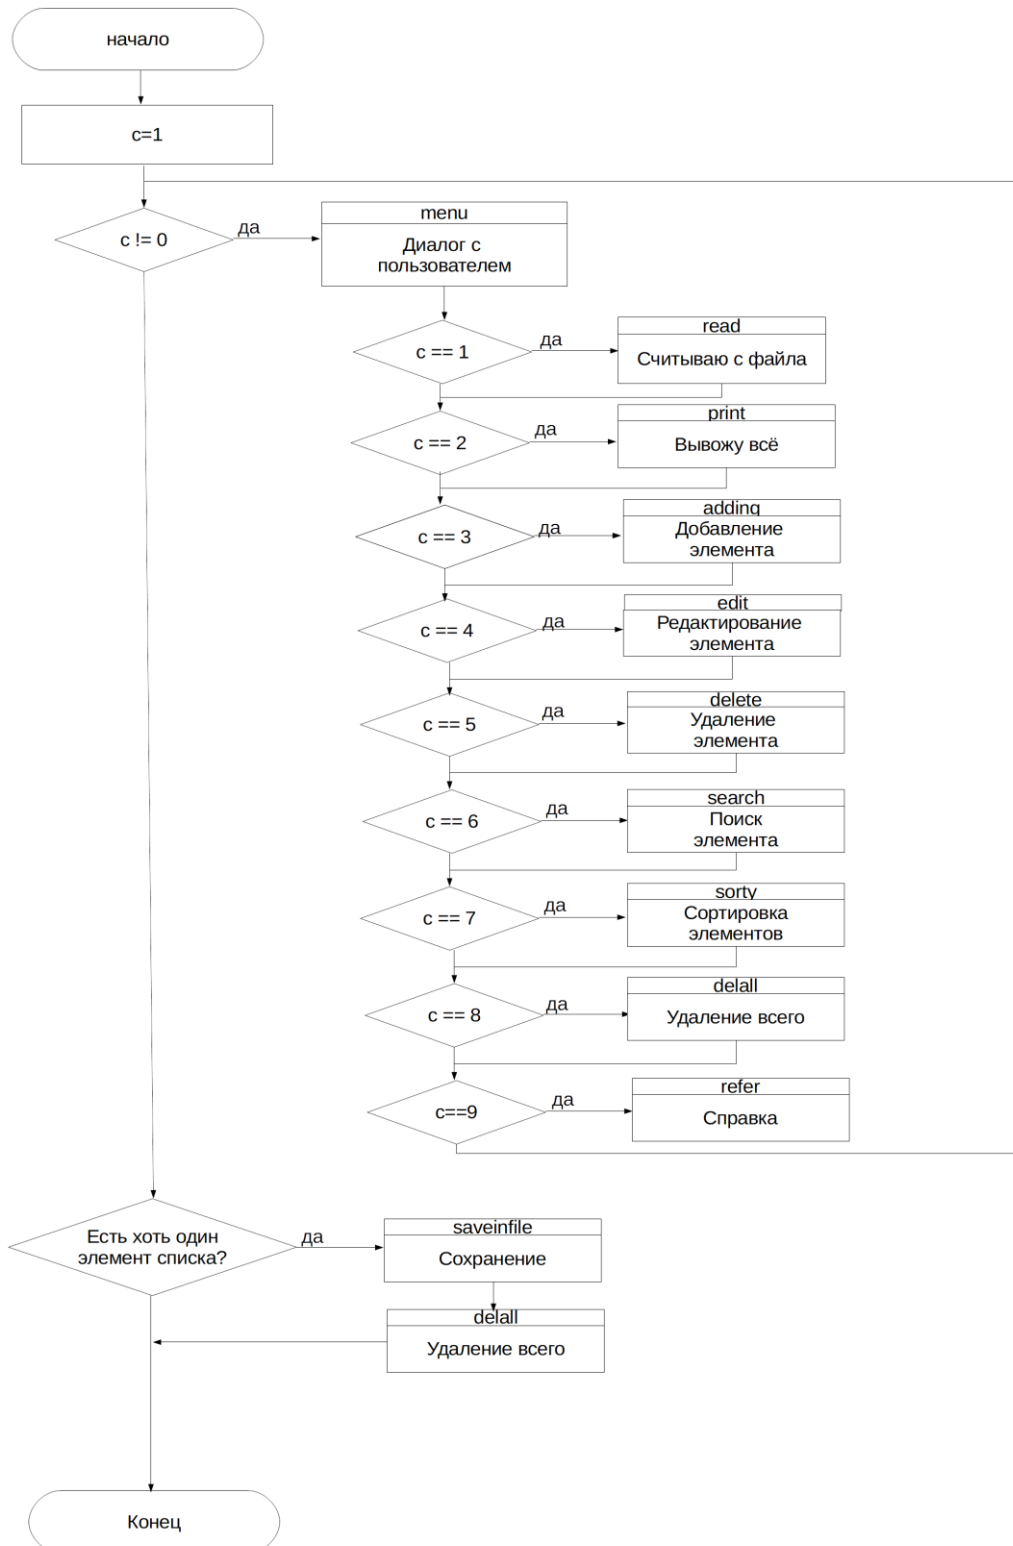 начало
c=1
c != 0
да
menu
Диалог с
пользователем
c == 1
да
read
Считываю с файла
c == 2
да
print
Вывожу всё
c == 3
да
adding
Добавление
элемента
c == 4
да
edit
Редактирование
элемента
c == 5
да
delete
Удаление
элемента
c == 6
да
search
Поиск
элемента
c == 7
да
sorty
Сортировка
элементов
c == 8
да
delall
Удаление всего
c==9
да
refer
Справка
Есть хоть один
элемент списка?
да
saveinfile
Сохранение
delall
Удаление всего
Конец